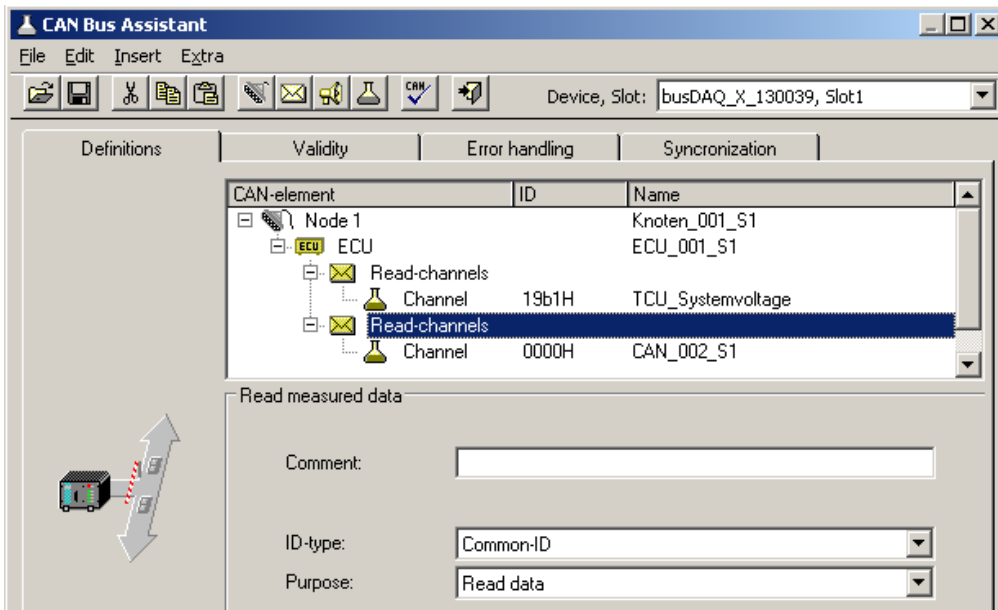 CAN Bus Assistant
File Edit Insert Extra
CAN Device, Slot: busDAQ_X_130039, Slot1
Definitions Validity Error handling Syncronization
CAN-element ID Name
Node 1 Knoten_001_S1
ECU ECU ECU_001_S1
Read-channels
Channel 19b1H TCU_Systemvoltage
Read-channels
Channel 0000H CAN_002_S1
Read measured data
Comment:
ID-type: Common-ID
Purpose: Read data